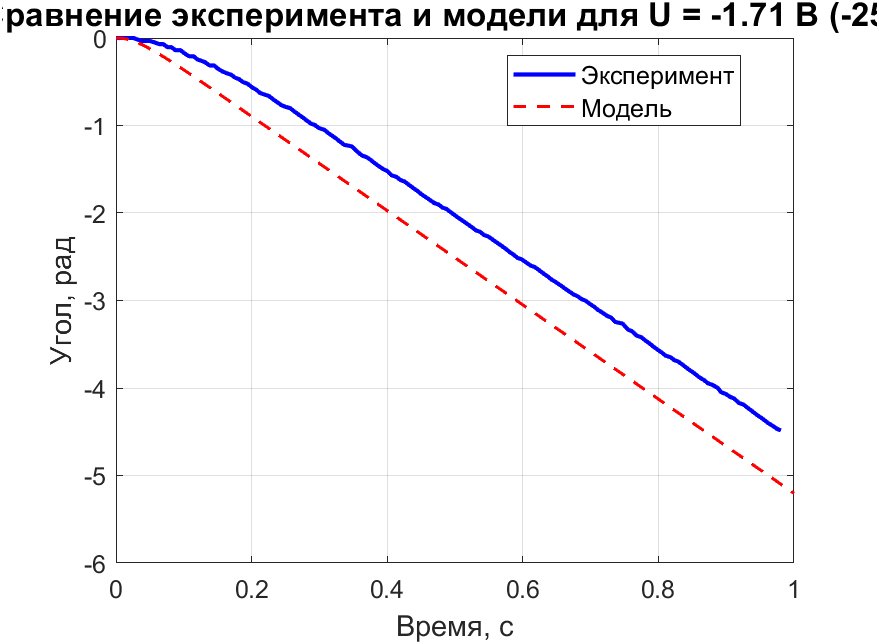 равнение эксперимента и модели для U = -1.71 В (-25
0
-1
-2
-3
-4
-5
-6
Угол, рад
Эксперимент
Модель
0
0.2
0.4
0.6
0.8
1
Время, с